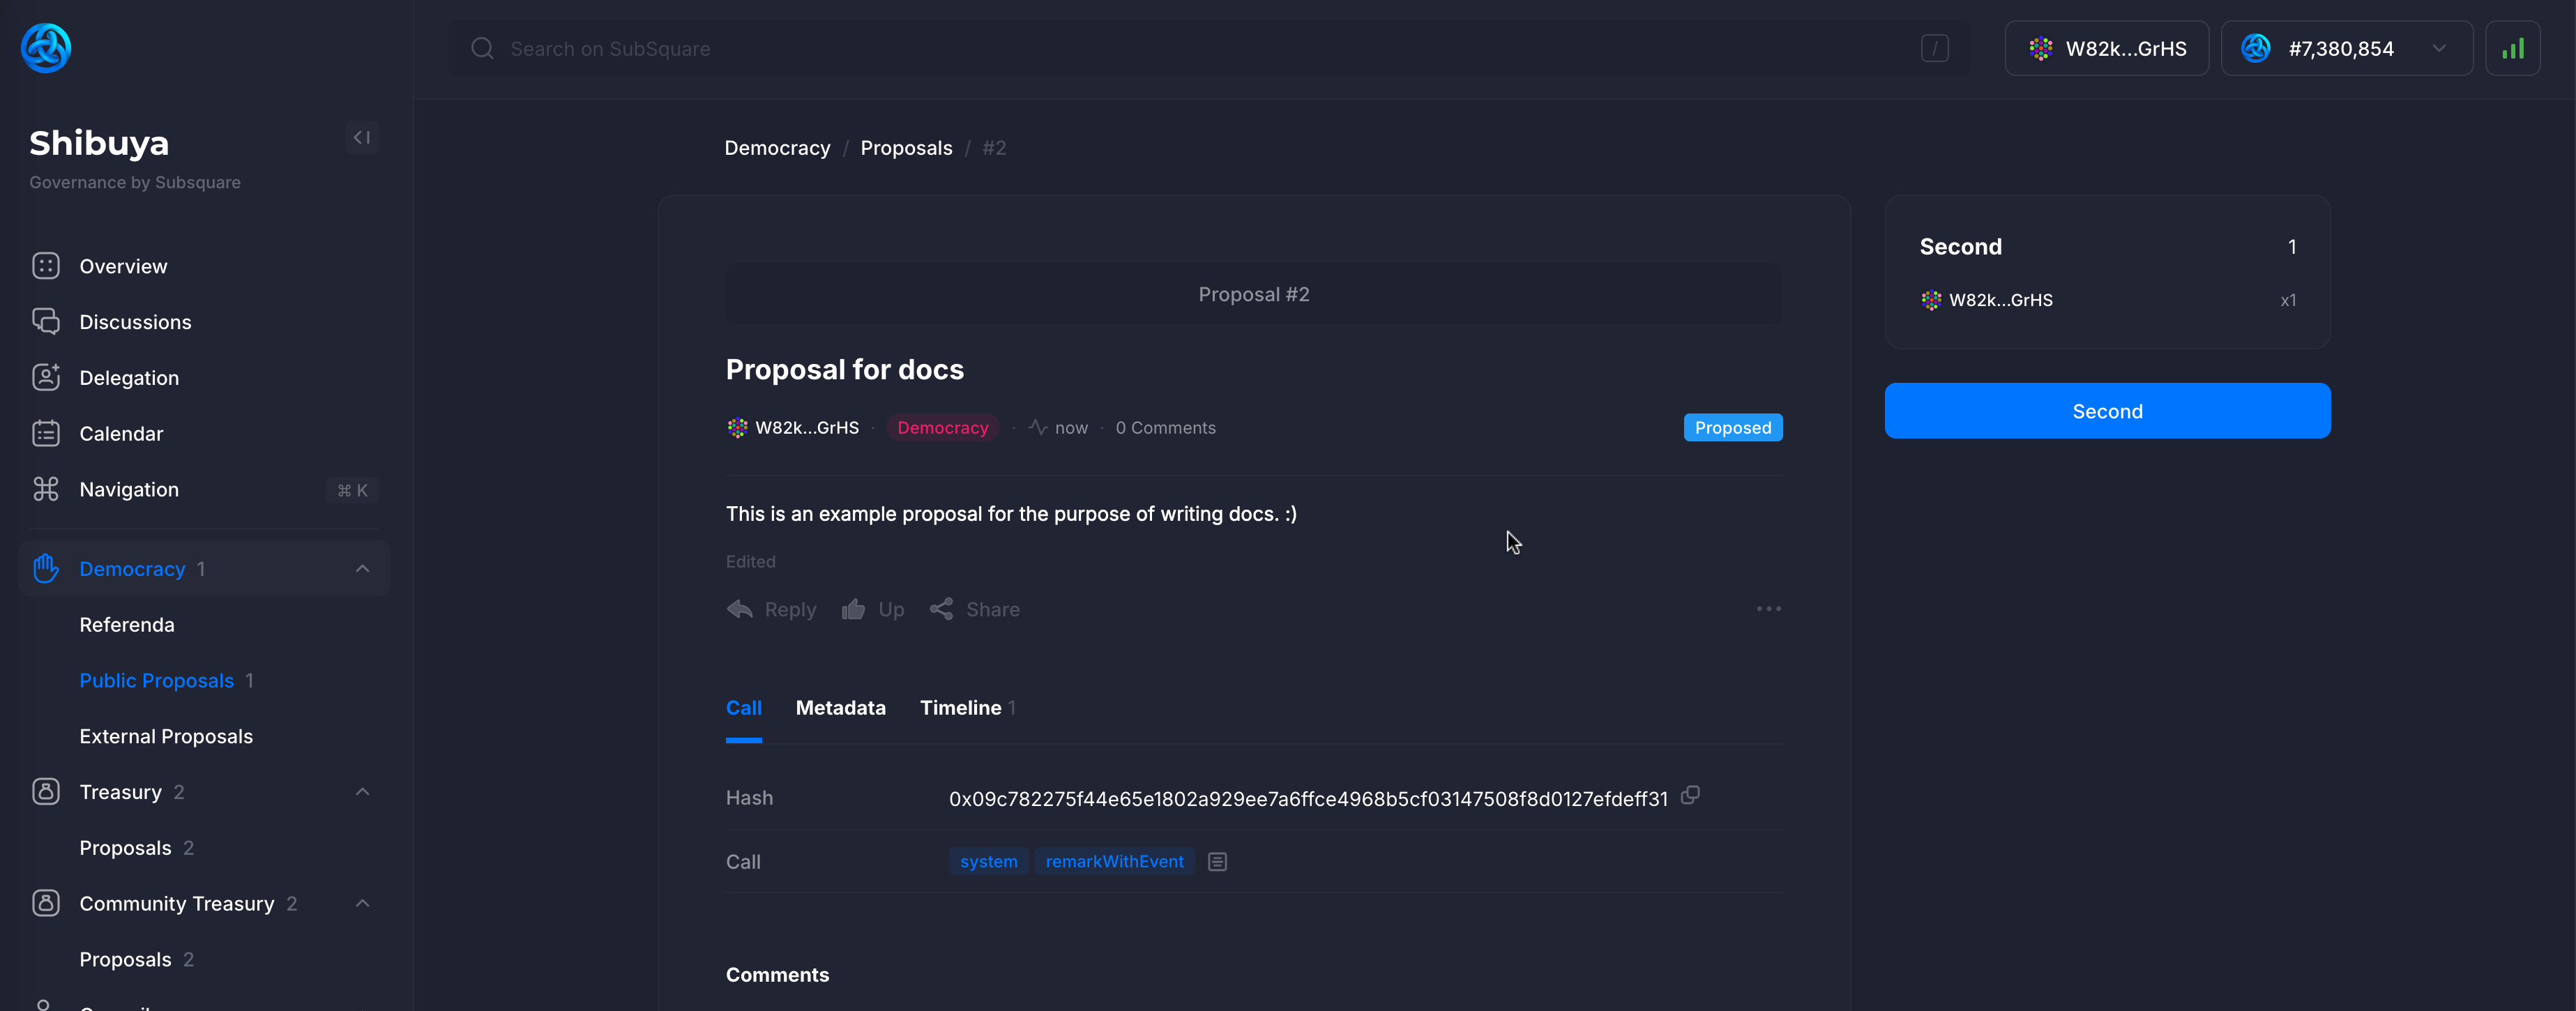 Search on SubSquare
/
W82k...GrHS
#7,380,854
Shibuya
Governance by Subsquare
Overview
Discussions
Delegation
Calendar
Navigation ⌘ K
Democracy 1
Referenda
Public Proposals 1
External Proposals
Treasury 2
Proposals 2
Community Treasury 2
Proposals 2
Democracy / Proposals / #2
Proposal #2
Proposal for docs
W82k...GrHS · Democracy · now · 0 Comments
Proposed
This is an example proposal for the purpose of writing docs. :)
Edited
Reply Up Share
Call Metadata Timeline 1
Hash 0x09c782275f44e65e1802a929ee7a6ffce4968b5cf03147508f8d0127efdeff31
Call system remarkWithEvent
Comments
Second 1
W82k...GrHS x1
Second